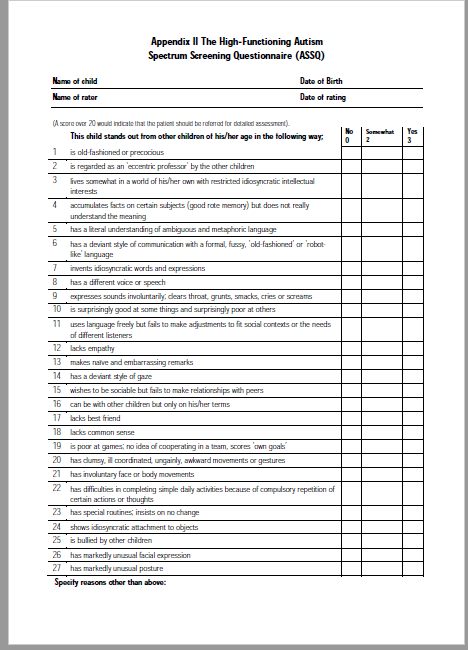 Appendix II The High-Functioning Autism
Spectrum Screening Questionnaire (ASSQ)
Name of child Date of Birth
Name of rater Date of rating
(A score over 20 would indicate that the patient should be referred for detailed assessment).
This child stands out from other children of his/her age in the following way; No 0 Somewhat 2 Yes 3
1 is old-fashioned or precocious
2 is regarded as an 'eccentric professor' by the other children
3 lives somewhat in a world of his/her own with restricted idiosyncratic intellectual
interests
4 accumulates facts on certain subjects (good rote memory) but does not really
understand the meaning
5 has a literal understanding of ambiguous and metaphoric language
6 has a deviant style of communication with a formal, fussy, 'old-fashioned' or 'robot-
like' language
7 invents idiosyncratic words and expressions
8 has a different voice or speech
9 expresses sounds involuntarily; clears throat, grunts, smacks, cries or screams
10 is surprisingly good at some things and surprisingly poor at others
11 uses language freely but fails to make adjustments to fit social contexts or the needs
of different listeners
12 lacks empathy
13 makes naïve and embarrassing remarks
14 has a deviant style of gaze
15 wishes to be sociable but fails to make relationships with peers
16 can be with other children but only on his/her terms
17 lacks best friend
18 lacks common sense
19 is poor at games; no idea of cooperating in a team, scores 'own goals'
20 has clumsy, ill coordinated, ungainly, awkward movements or gestures
21 has involuntary face or body movements
22 has difficulties in completing simple daily activities because of compulsory repetition of
certain actions or thoughts
23 has special routines; insists on no change
24 shows idiosyncratic attachment to objects
25 is bullied by other children
26 has markedly unusual facial expression
27 has markedly unusual posture
Specify reasons other than above: